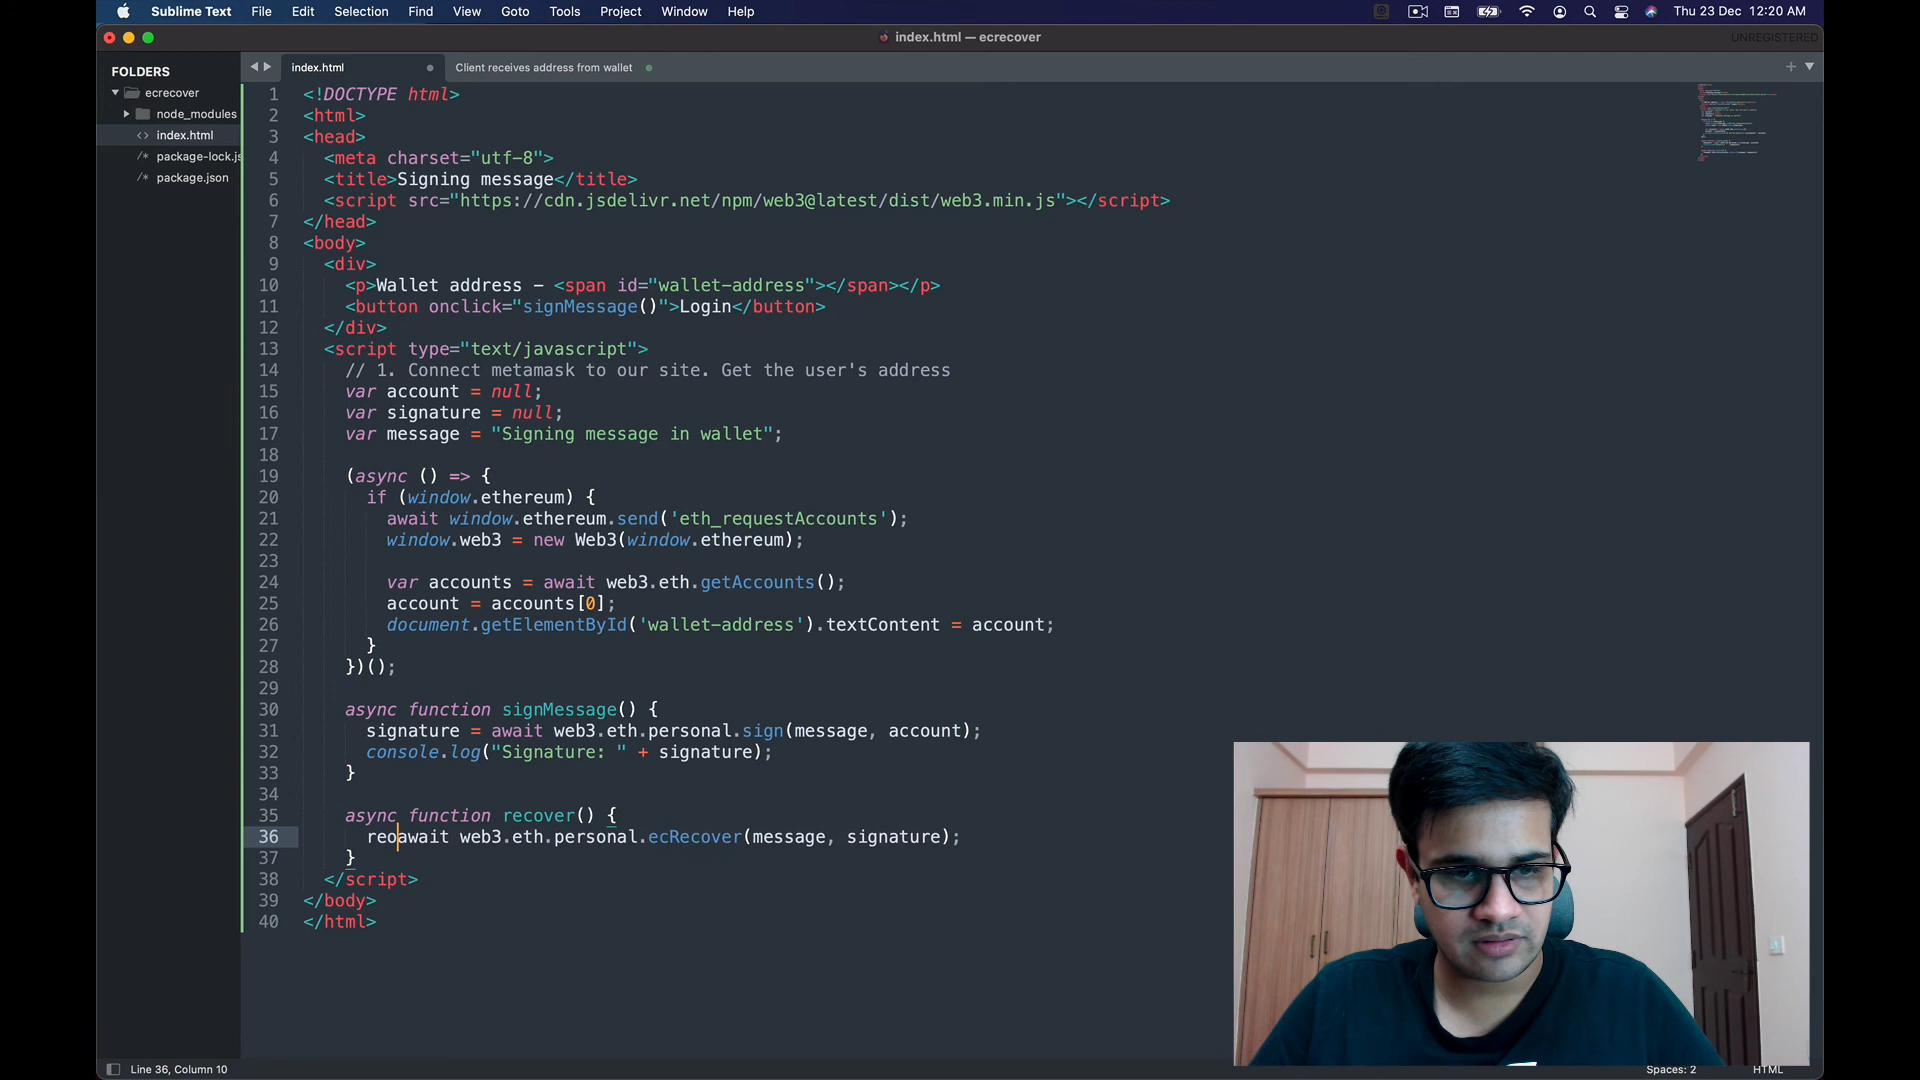 Sublime Text File Edit Selection Find View Goto Tools Project Window Help Thu 23 Dec 12:20 AM
index.html — ecrecover UNREGISTERED
FOLDERS
ecrecover
node_modules
index.html
package-lock.js
package.json
index.html Client receives address from wallet
1 <!DOCTYPE html>
2 <html>
3 <head>
4 <meta charset="utf-8">
5 <title>Signing message</title>
6 <script src="https://cdn.jsdelivr.net/npm/web3@latest/dist/web3.min.js"></script>
7 </head>
8 <body>
9 <div>
10 <p>Wallet address - <span id="wallet-address"></span></p>
11 <button onclick="signMessage()">Login</button>
12 </div>
13 <script type="text/javascript">
14 // 1. Connect metamask to our site. Get the user's address
15 var account = null;
16 var signature = null;
17 var message = "Signing message in wallet";
18
19 (async () => {
20 if (window.ethereum) {
21 await window.ethereum.send('eth_requestAccounts');
22 window.web3 = new Web3(window.ethereum);
23
24 var accounts = await web3.eth.getAccounts();
25 account = accounts[0];
26 document.getElementById('wallet-address').textContent = account;
27 }
28 })();
29
30 async function signMessage() {
31 signature = await web3.eth.personal.sign(message, account);
32 console.log("Signature: " + signature);
33 }
34
35 async function recover() {
36 reoawait web3.eth.personal.ecRecover(message, signature);
37 }
38 </script>
39 </body>
40 </html>
Line 36, Column 10 Spaces: 2 HTML